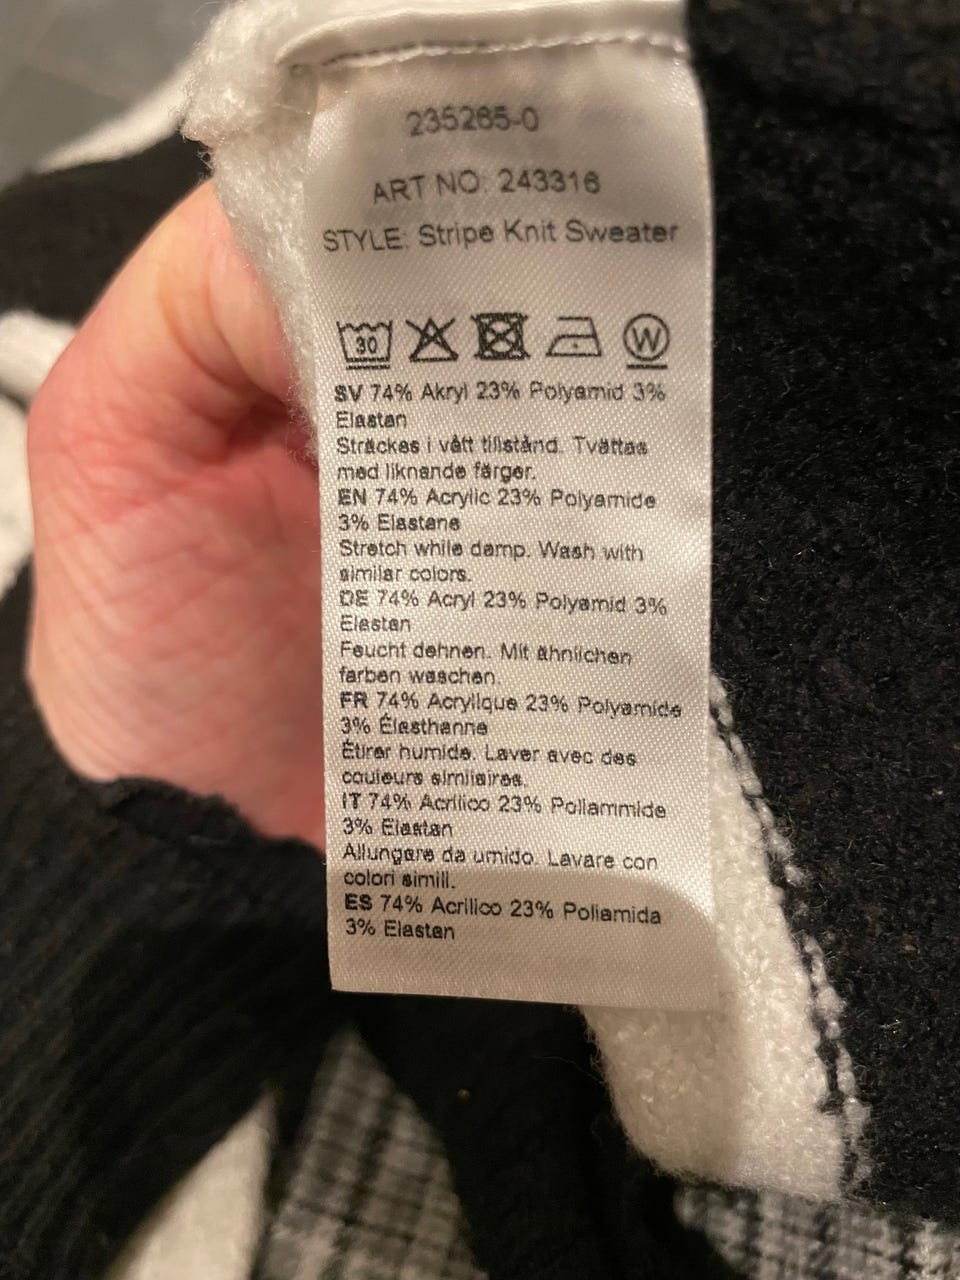 235265-0
ART NO: 243316
STYLE: Stripe Knit Sweater
30 W
SV 74% Akryl 23% Polyamid 3%
Elastan
Sträckes i vått tillstånd. Tvättas
med liknande färger.
EN 74% Acrylic 23% Polyamide
3% Elastane
Stretch while damp. Wash with
similar colors.
DE 74% Acryl 23% Polyamid 3%
Elastan
Feucht dehnen. Mit ähnlichen
farben waschen.
FR 74% Acrylique 23% Polyamide
3% Élasthanne
Étirer humide. Laver avec des
couleurs similaires.
IT 74% Acrilico 23% Poliammide
3% Elastan
Allungare da umido. Lavare con
colori simili.
ES 74% Acrilico 23% Poliamida
3% Elastan